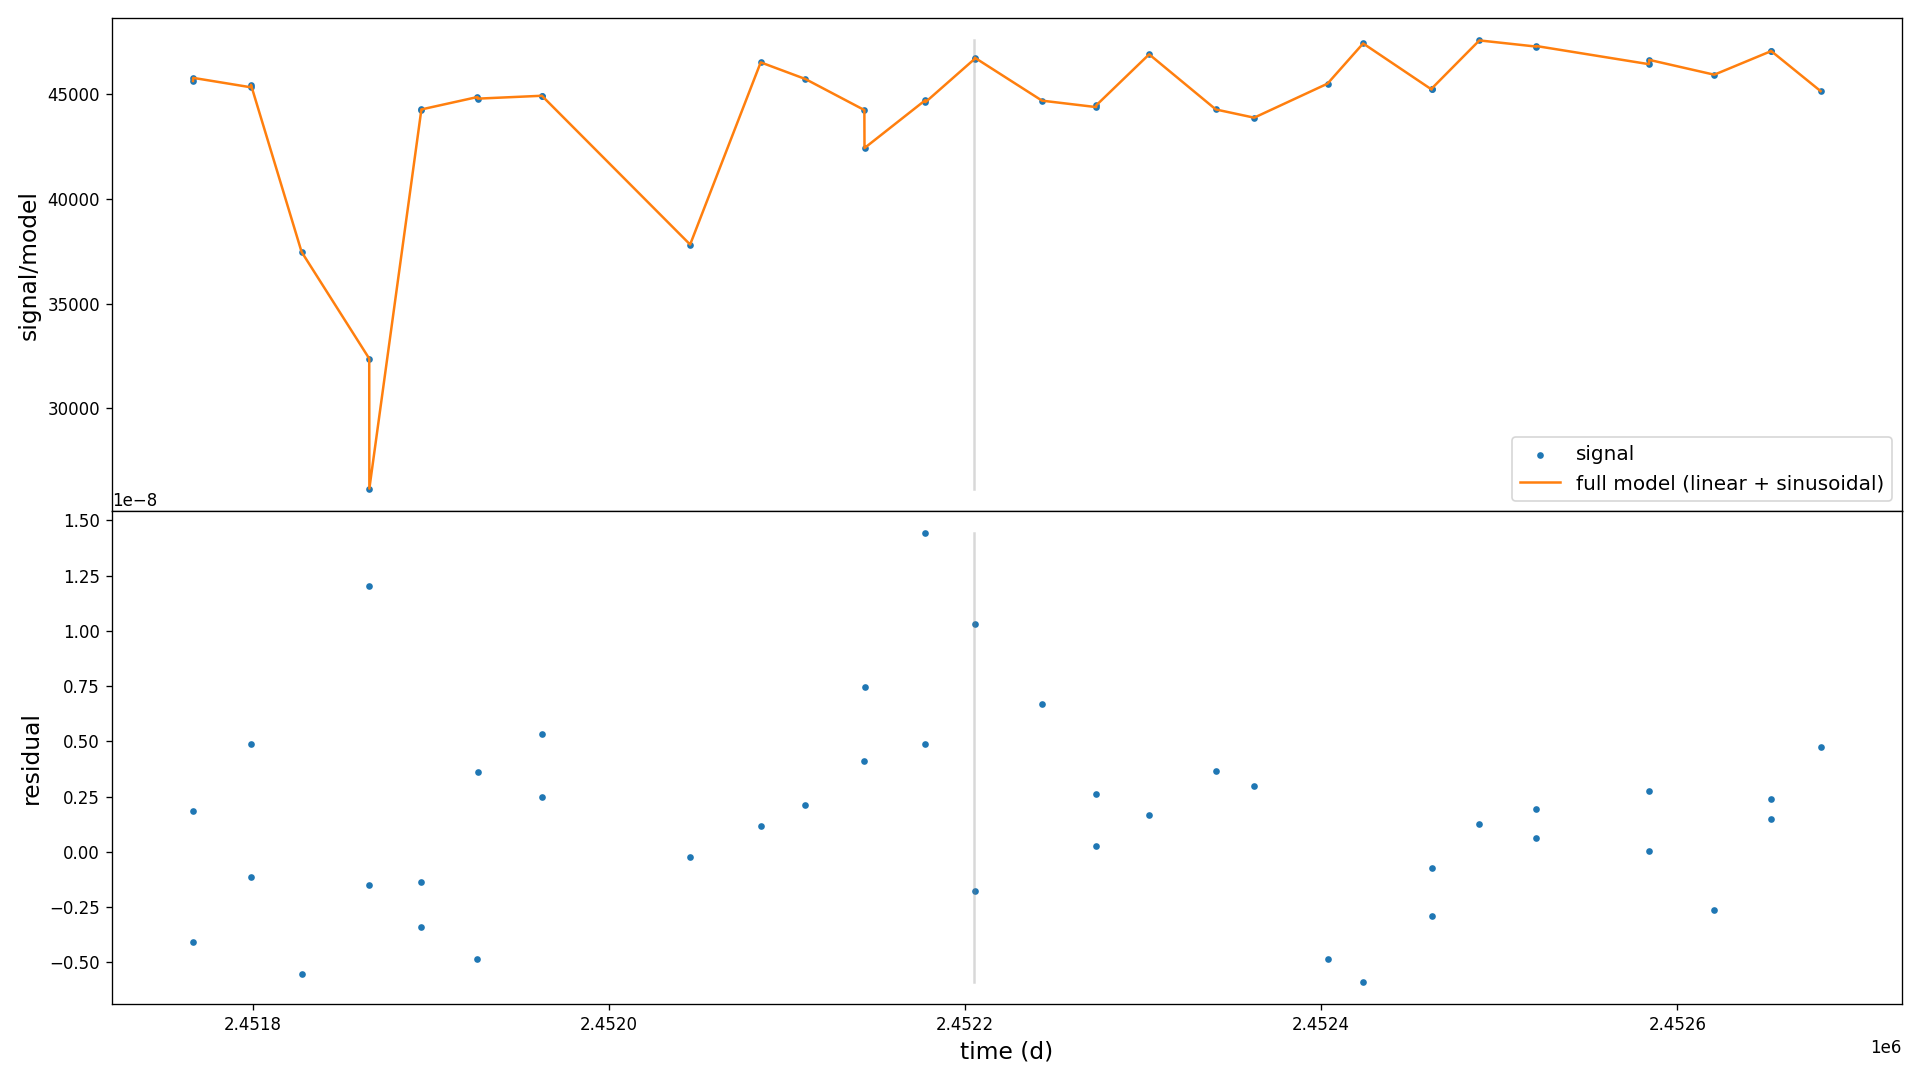 45000
40000
35000
30000
signal/model
signal
full model (linear + sinusoidal)
1e−8
1.50
1.25
1.00
0.75
0.50
0.25
0.00
−0.25
−0.50
residual
2.4518 2.4520 2.4522 2.4524 2.4526
time (d)
1e6